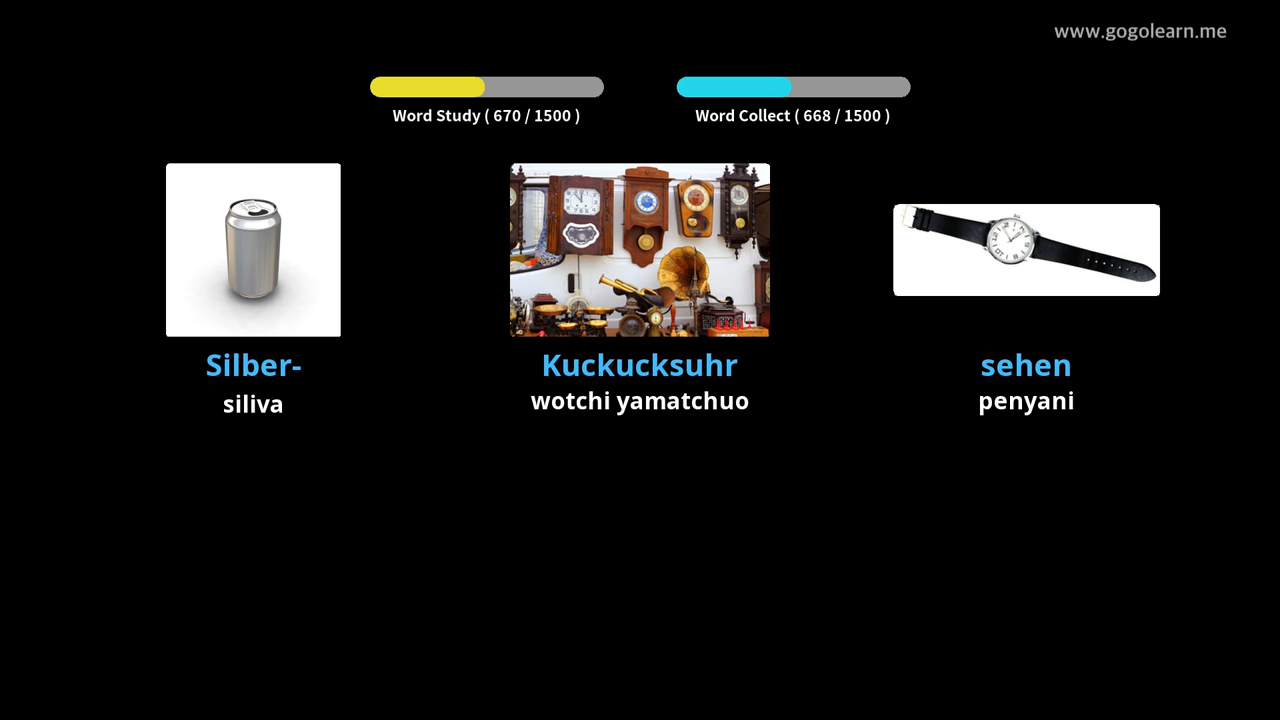 www.gogolearn.me
Word Study ( 670 / 1500 )
Word Collect ( 668 / 1500 )
Silber-
siliva
Kuckucksuhr
wotchi yamatchuo
sehen
penyani